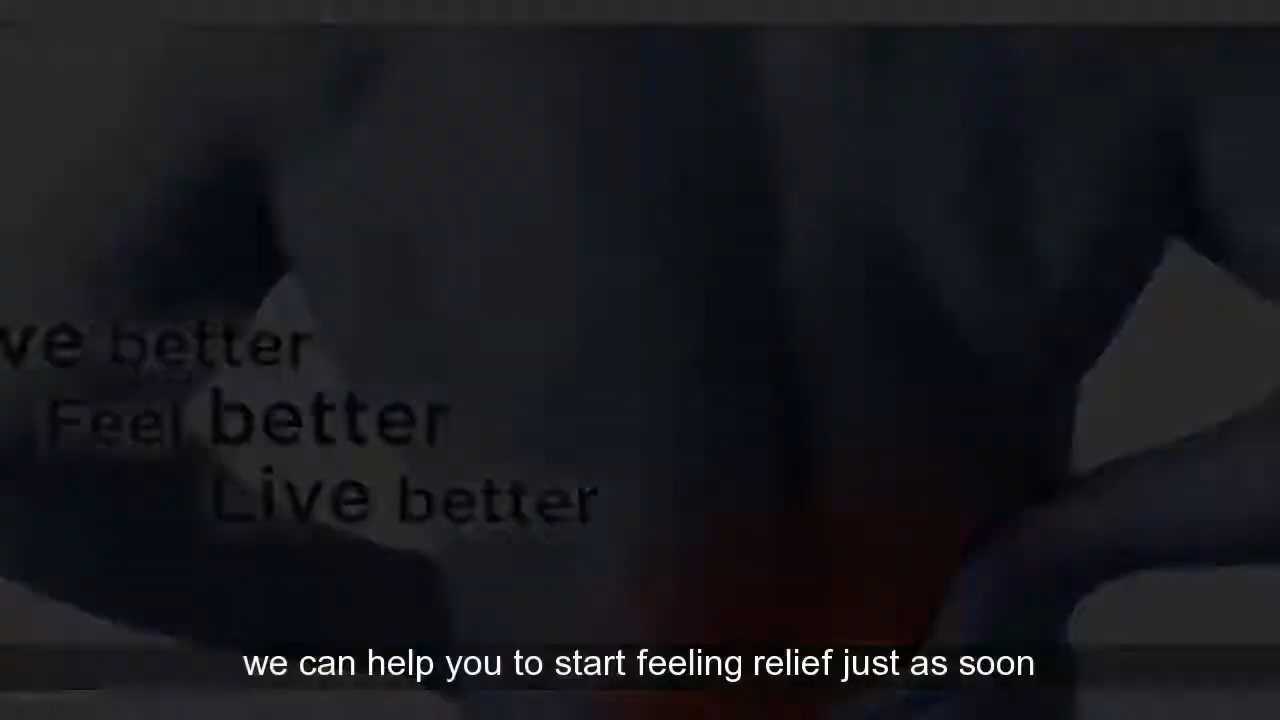 ve better
Feel better
Live better
we can help you to start feeling relief just as soon